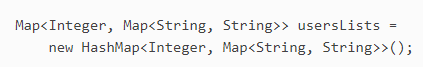 Map<Integer, Map<String, String>> usersLists =
    new HashMap<Integer, Map<String, String>>();